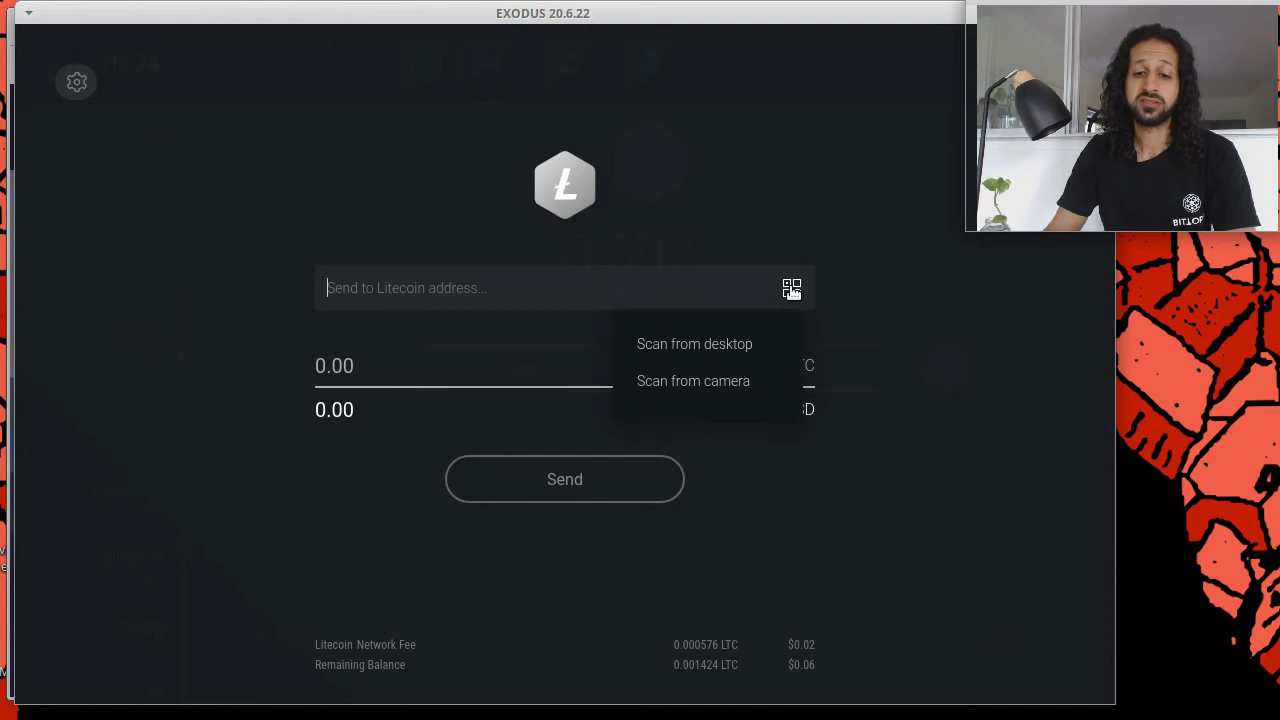 EXODUS 20.6.22
Send to Litecoin address...
Scan from desktop
Scan from camera
0.00
0.00
Send
Litecoin Network Fee 0.000576 LTC $0.02
Remaining Balance 0.001424 LTC $0.06